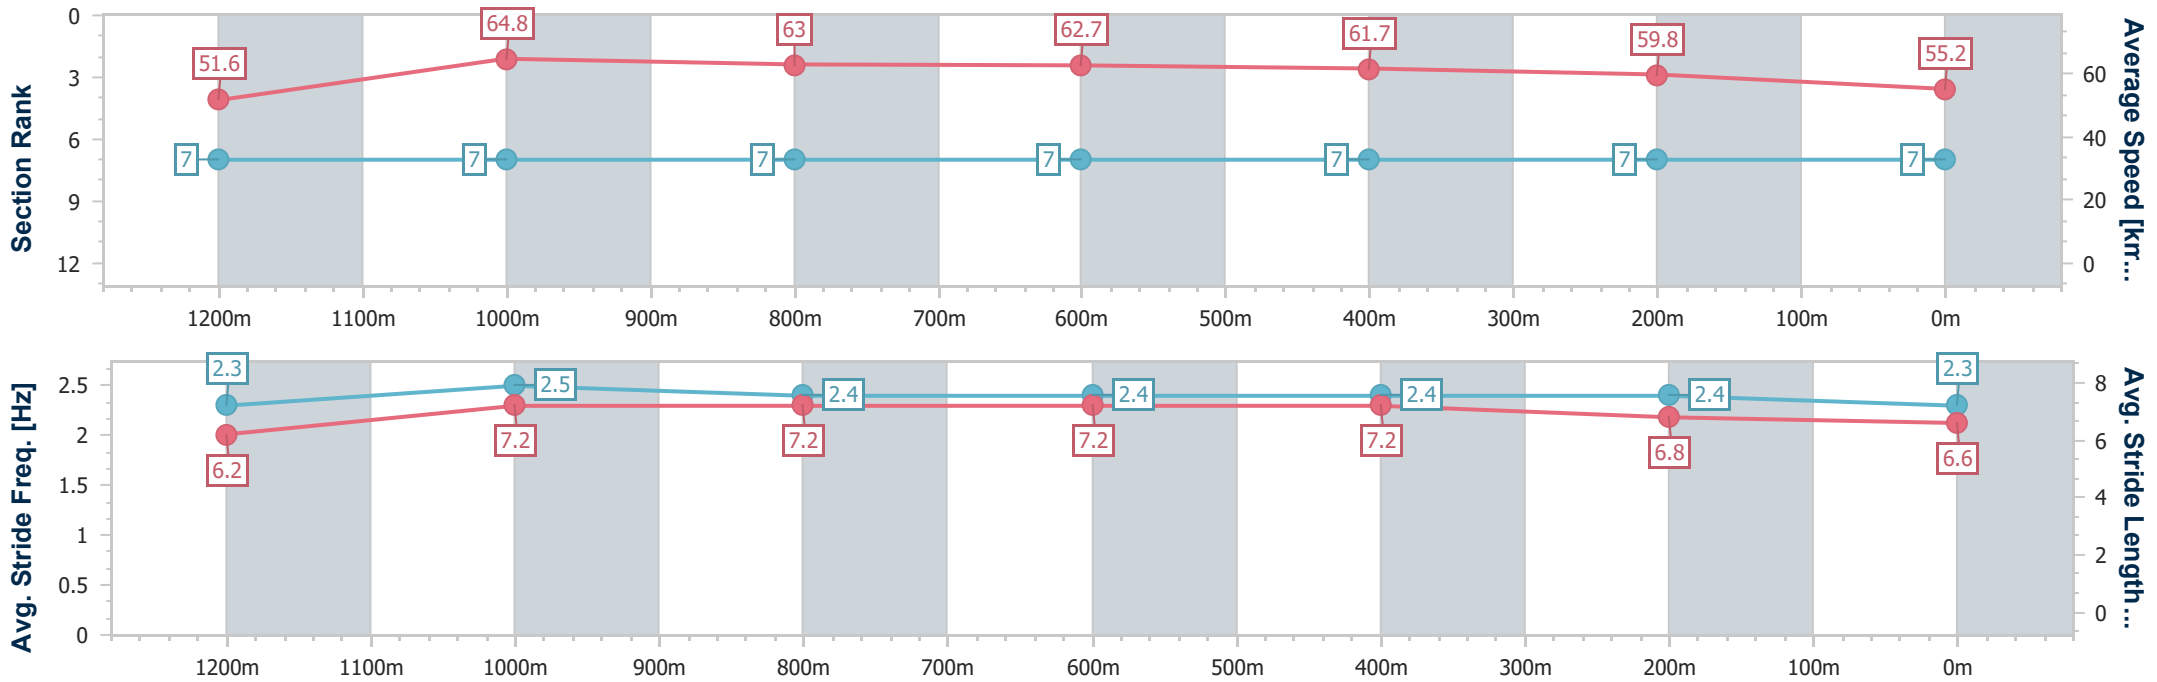 Section Rank
0
3
6
9
12
51.6
64.8
63
62.7
61.7
59.8
55.2
7
7
7
7
7
7
7
60
40
20
0
Average Speed [km...
1200m
1100m
1000m
900m
800m
700m
600m
500m
400m
300m
200m
100m
0m
Avg. Stride Freq. [Hz]
2.5
2
1.5
1
0.5
0
2.3
2.5
2.4
2.4
2.4
2.4
2.3
6.2
7.2
7.2
7.2
7.2
6.8
6.6
8
6
4
2
0
Avg. Stride Length...
1200m
1100m
1000m
900m
800m
700m
600m
500m
400m
300m
200m
100m
0m